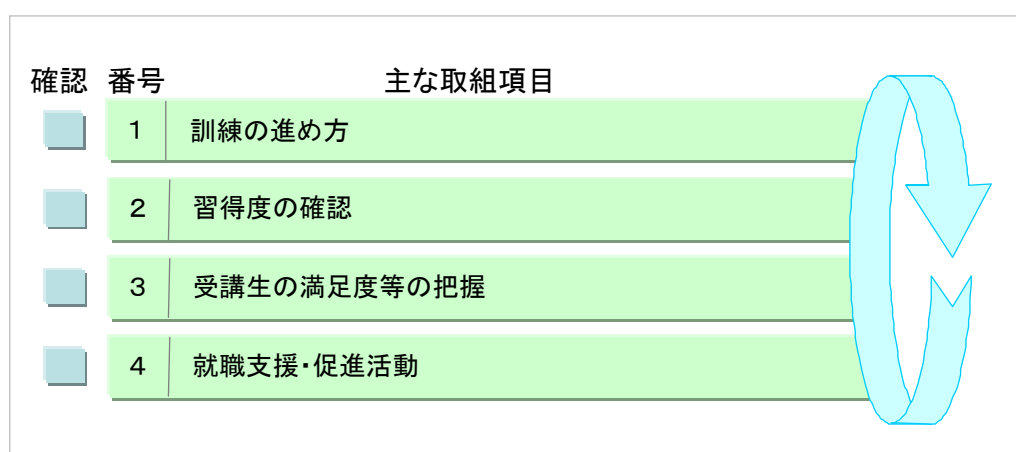 確認 番号 主な取組項目
1 訓練の進め方
2 習得度の確認
3 受講生の満足度等の把握
4 就職支援・促進活動